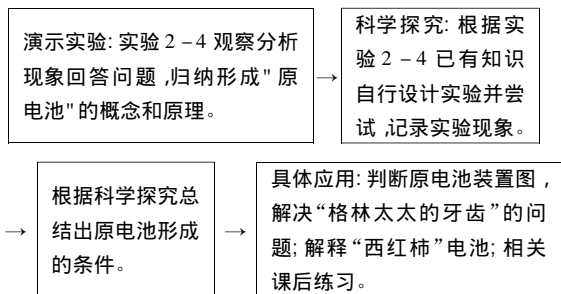 演示实验: 实验 2－4 观察分析
现象回答问题 ,归纳形成" 原
电池"的概念和原理。
→
科学探究: 根据实
验 2－4 已有知识
自行设计实验并尝
试 ,记录实验现象。
→
根据科学探究总
结出原电池形成
的条件。
→
具体应用: 判断原电池装置图 ,
解决“格林太太的牙齿”的问
题; 解释“西红柿”电池; 相关
课后练习。